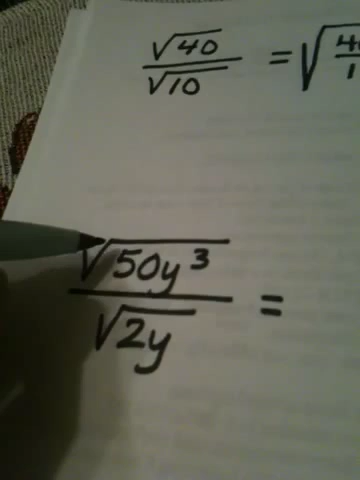 √40 / √10 = √4
√50y³ / √2y =